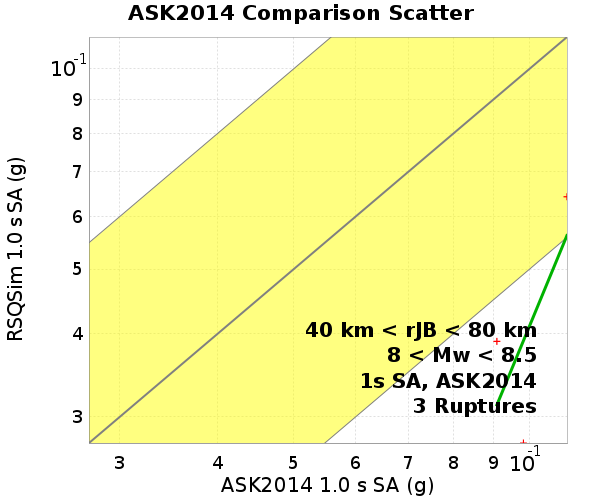 ASK2014 Comparison Scatter
RSQSim 1.0 s SA (g)
10-1
9
8
7
6
5
4
3
40 km < rJB < 80 km
8 < Mw < 8.5
1s SA, ASK2014
3 Ruptures
3 4 5 6 7 8 9 10-1
ASK2014 1.0 s SA (g)